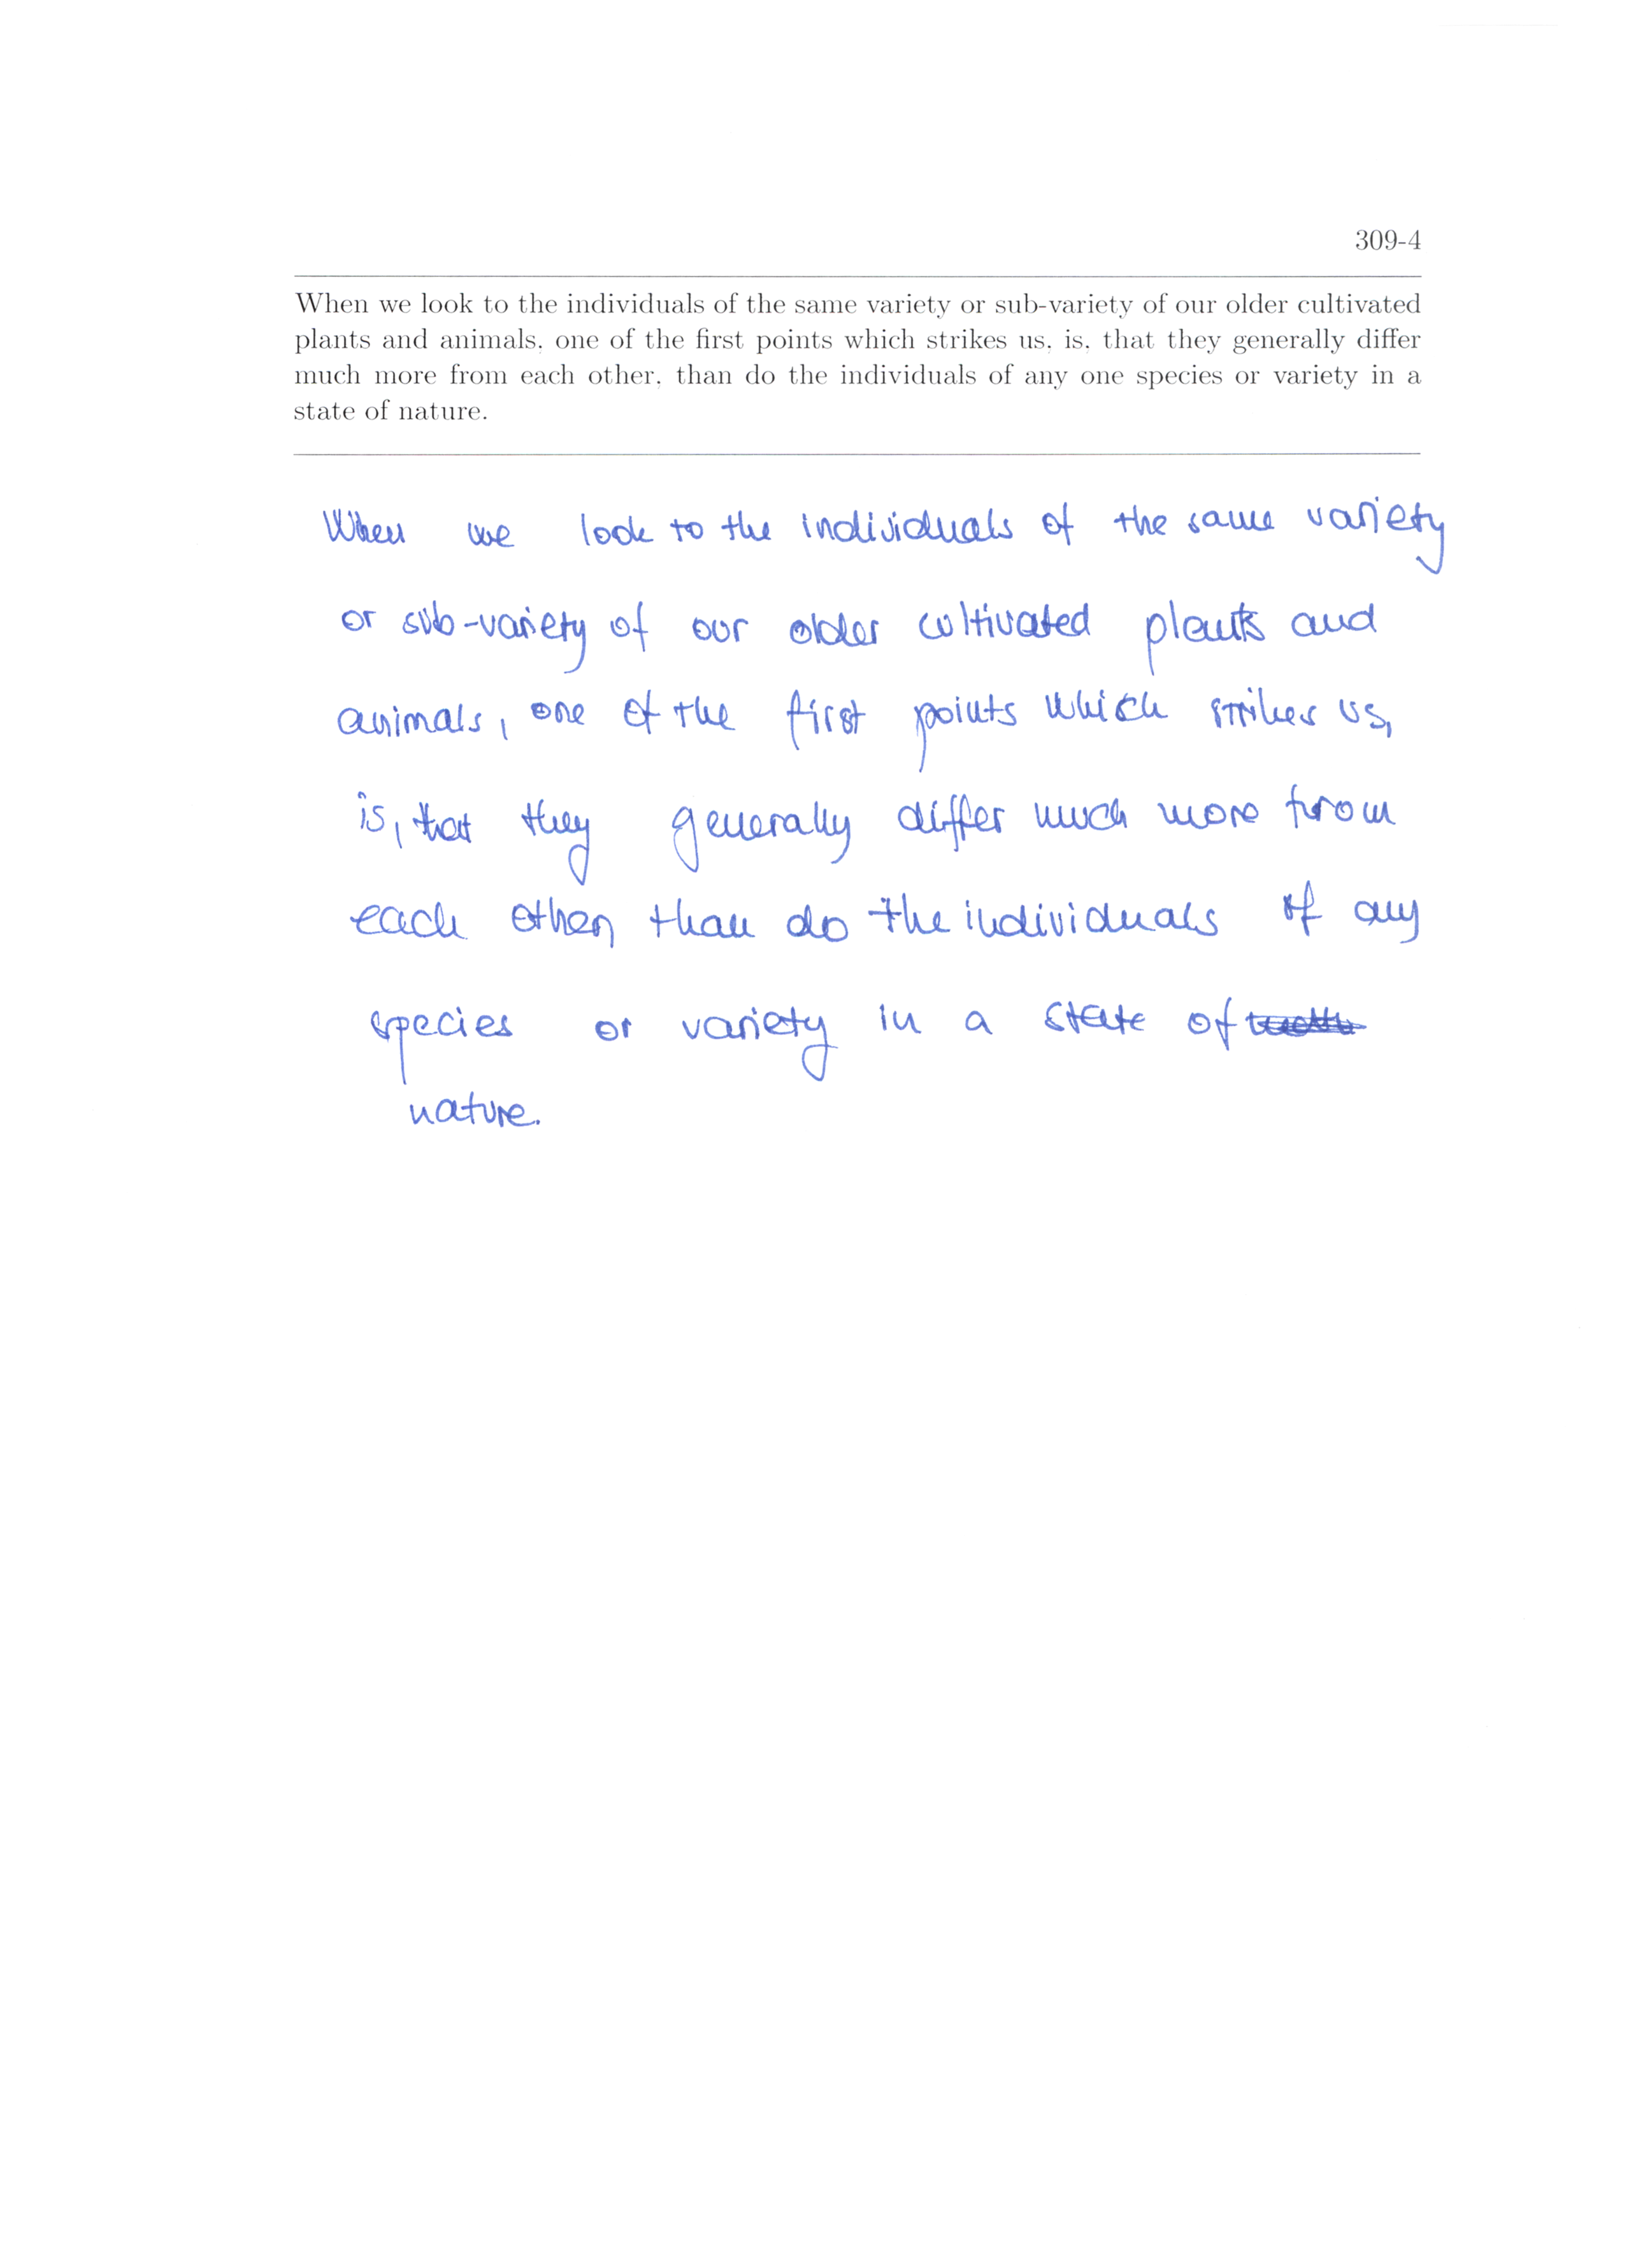 309-4
When we look to the individuals of the same variety or sub-variety of our older cultivated
plants and animals, one of the first points which strikes us, is, that they generally differ
much more from each other, than do the individuals of any one species or variety in a
state of nature.
When we look to the individuals of the same variety
or sub-variety of our older cultivated plants and
animals, one of the first points which strikes us,
is, that they generally differ much more from
each other, than do the individuals of any
species or variety in a state of
nature.